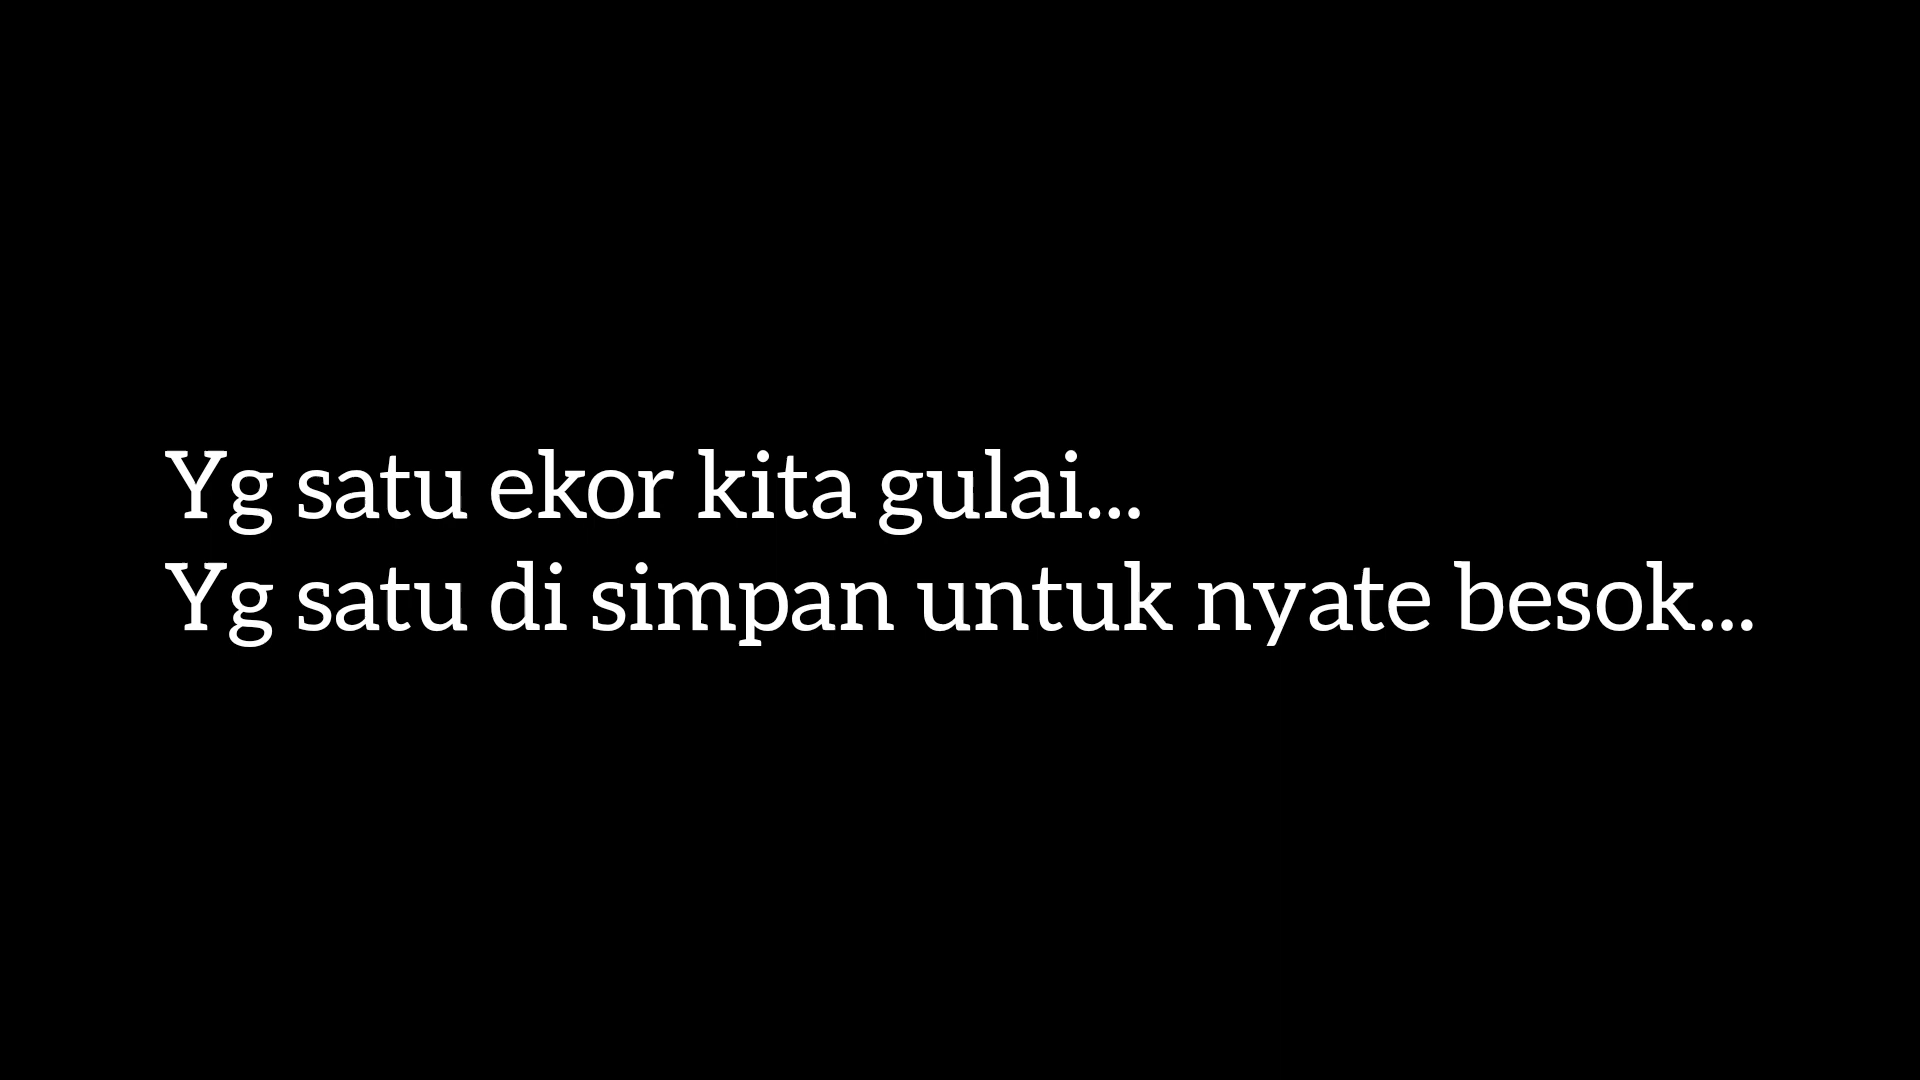 Yg satu ekor kita gulai...
Yg satu di simpan untuk nyate besok...